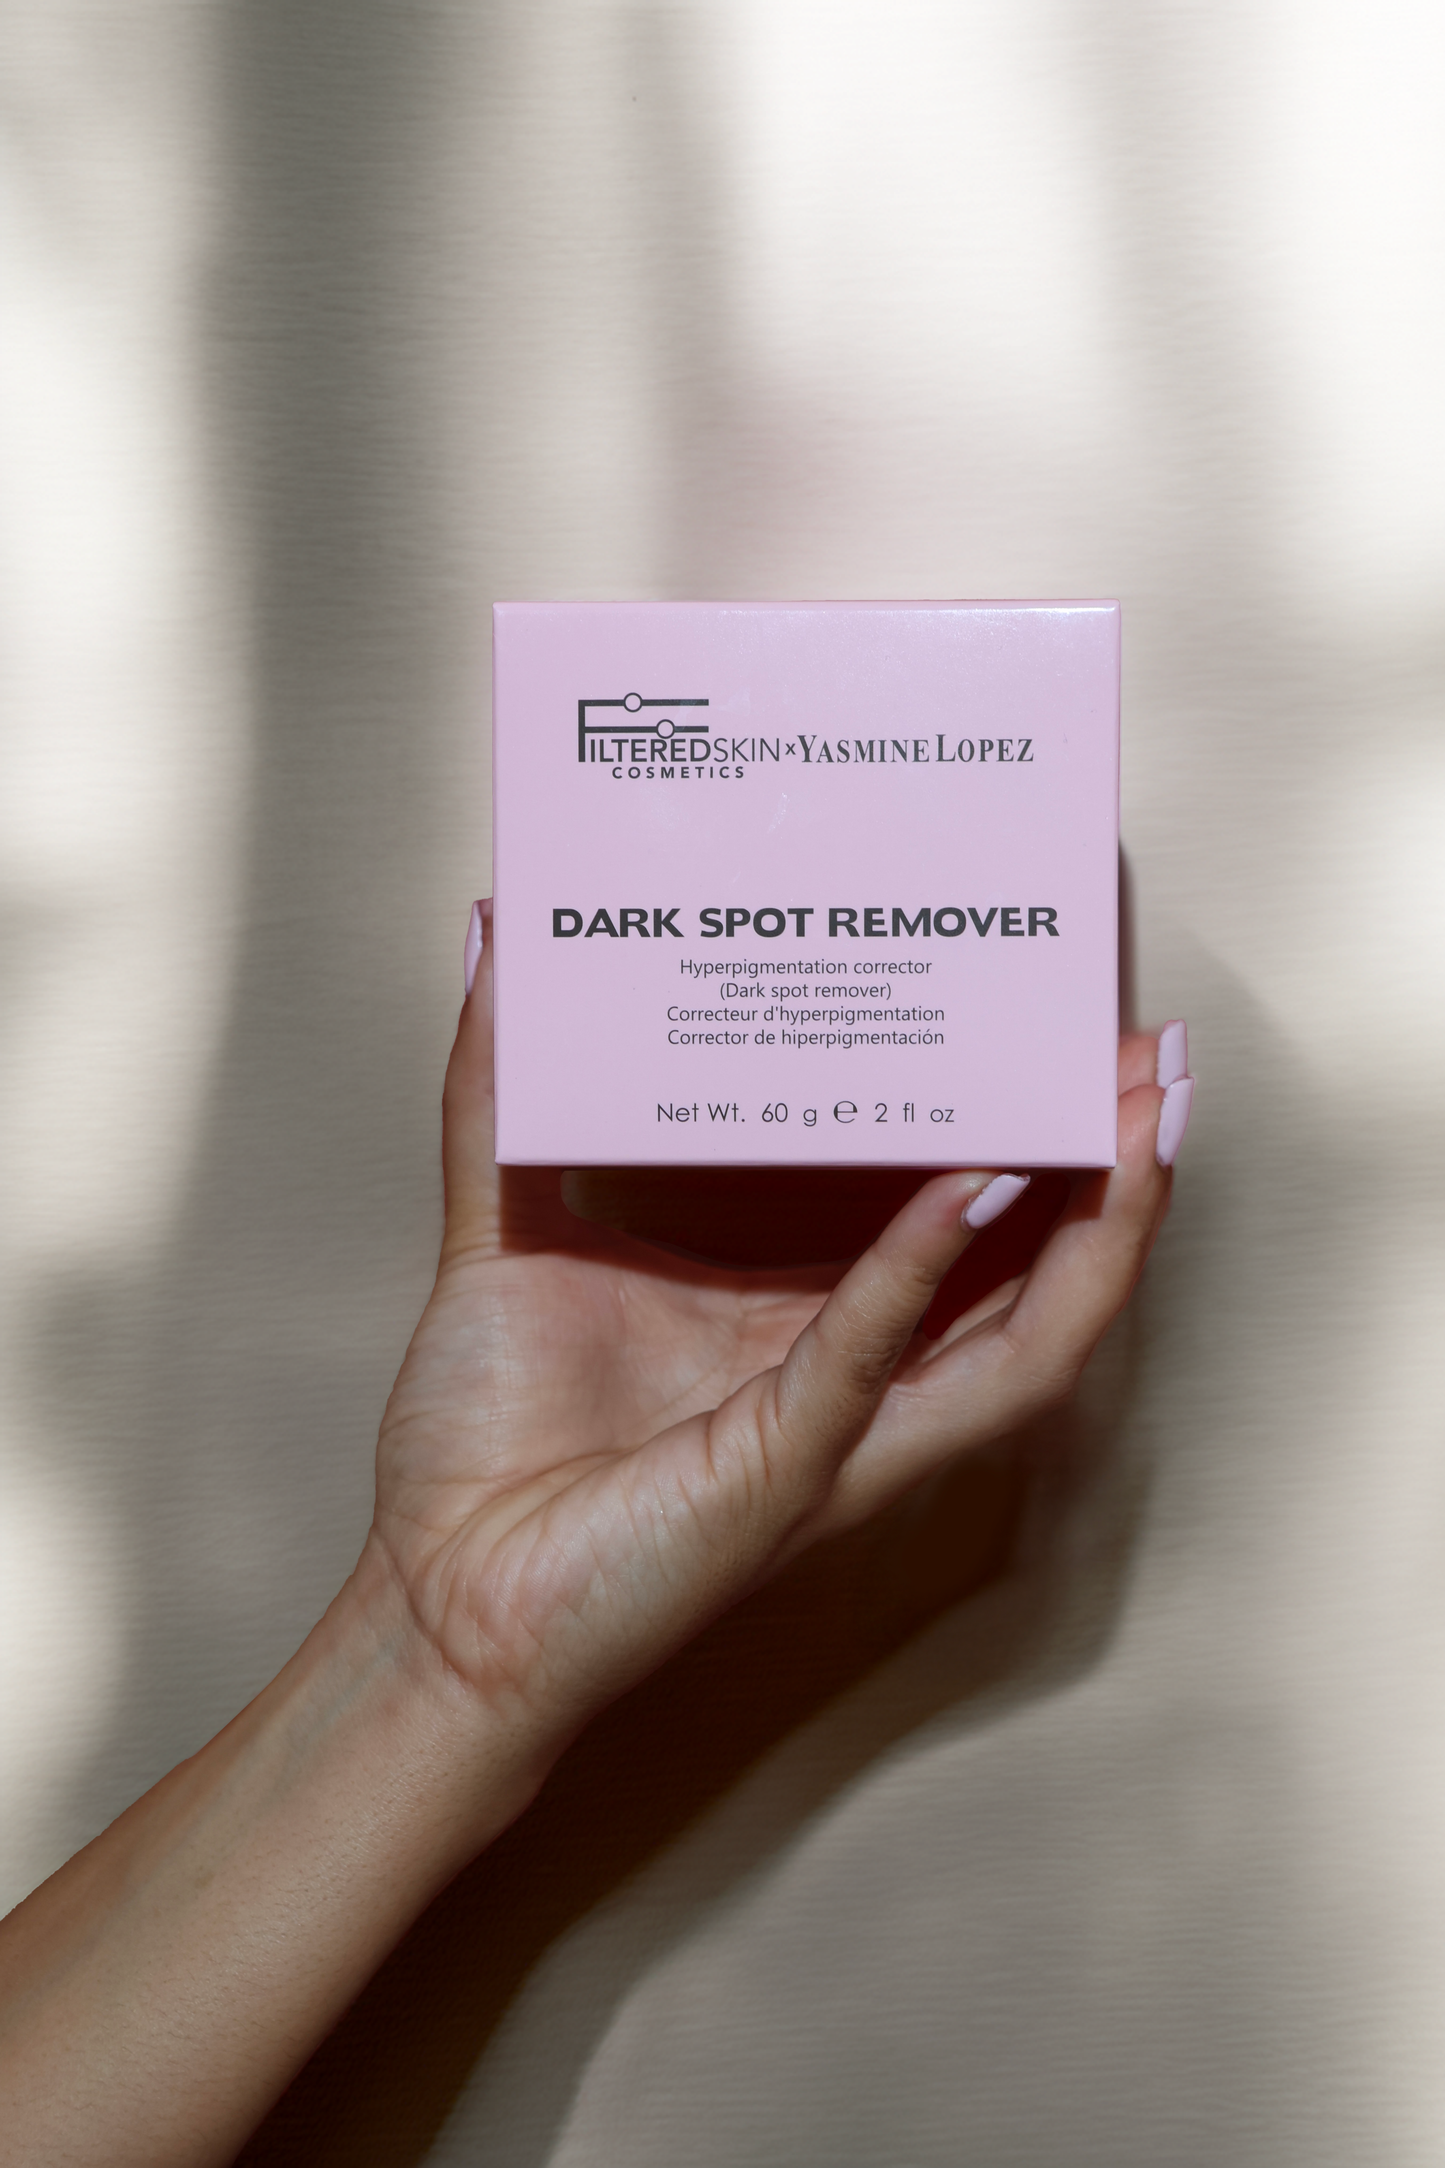 FILTEREDSKIN x YASMINE LOPEZ
COSMETICS
DARK SPOT REMOVER
Hyperpigmentation corrector
(Dark spot remover)
Correcteur d'hyperpigmentation
Corrector de hiperpigmentación
Net Wt. 60 g ℮ 2 fl oz